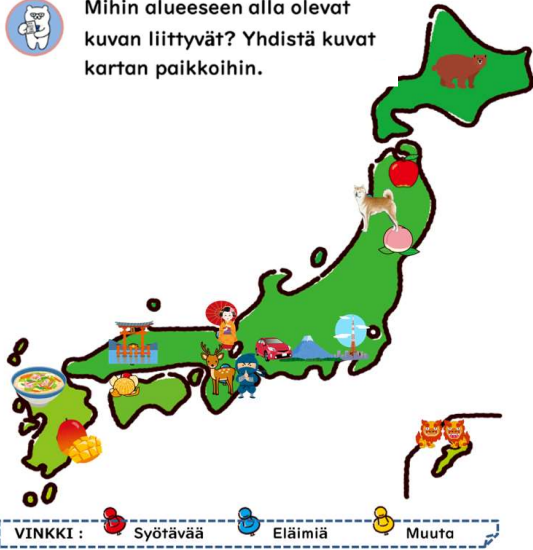 Mihin alueeseen alla olevat
kuvan liittyvät? Yhdistä kuvat
kartan paikkoihin.
VINKKI : Syötävää Eläimiä Muuta